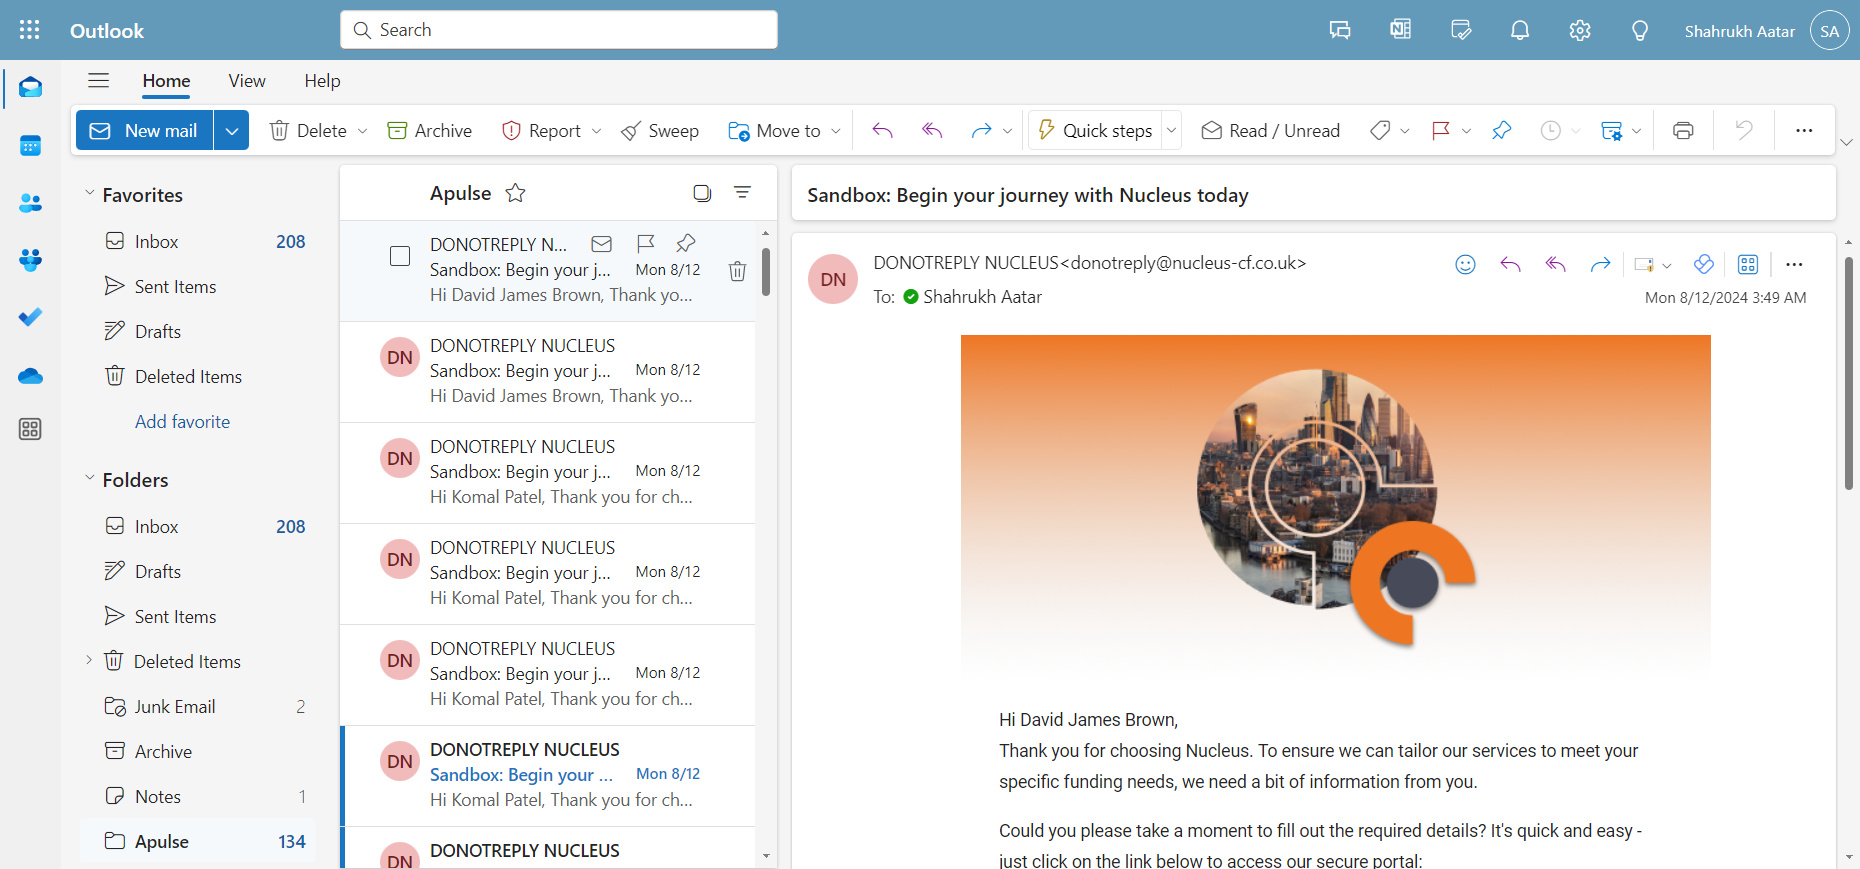 Outlook
Search
Shahrukh Aatar
SA
Home
View
Help
New mail
Delete
Archive
Report
Sweep
Move to
Quick steps
Read / Unread
Favorites
Inbox 208
Sent Items
Drafts
Deleted Items
Add favorite
Folders
Inbox 208
Drafts
Sent Items
Deleted Items
Junk Email 2
Archive
Notes 1
Apulse 134
Apulse
DONOTREPLY N...
Sandbox: Begin your j... Mon 8/12
Hi David James Brown, Thank yo...
DN
DONOTREPLY NUCLEUS
Sandbox: Begin your j... Mon 8/12
Hi David James Brown, Thank yo...
DN
DONOTREPLY NUCLEUS
Sandbox: Begin your j... Mon 8/12
Hi Komal Patel, Thank you for ch...
DN
DONOTREPLY NUCLEUS
Sandbox: Begin your j... Mon 8/12
Hi Komal Patel, Thank you for ch...
DN
DONOTREPLY NUCLEUS
Sandbox: Begin your j... Mon 8/12
Hi Komal Patel, Thank you for ch...
DN
DONOTREPLY NUCLEUS
Sandbox: Begin your ... Mon 8/12
Hi Komal Patel, Thank you for ch...
DN
DONOTREPLY NUCLEUS
Sandbox: Begin your journey with Nucleus today
DN
DONOTREPLY NUCLEUS<donotreply@nucleus-cf.co.uk>
To: Shahrukh Aatar
Mon 8/12/2024 3:49 AM
Hi David James Brown,
Thank you for choosing Nucleus. To ensure we can tailor our services to meet your
specific funding needs, we need a bit of information from you.
Could you please take a moment to fill out the required details? It's quick and easy -
just click on the link below to access our secure portal: